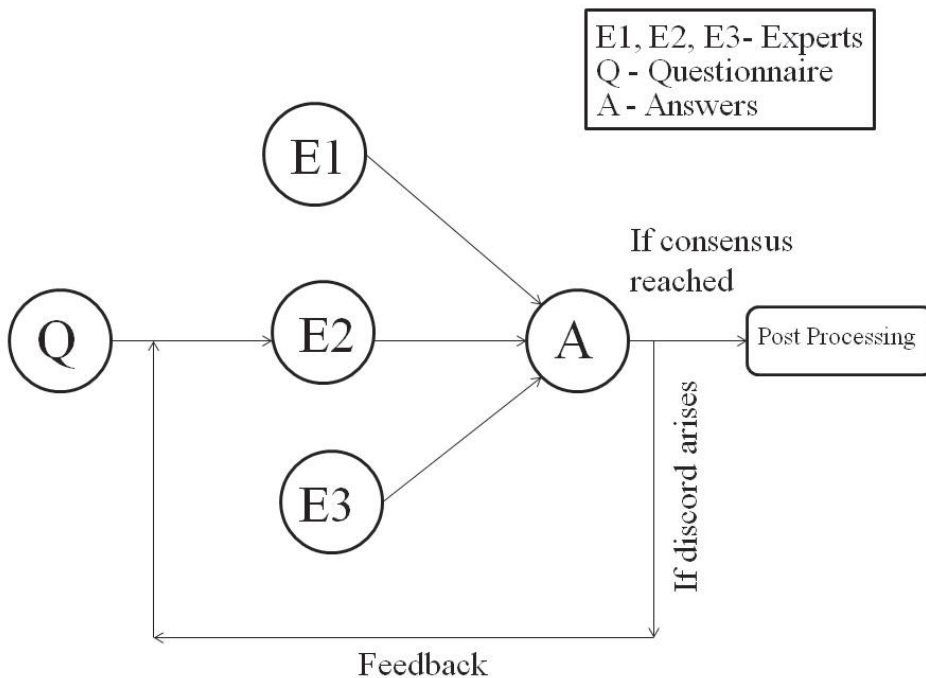 E1, E2, E3- Experts
Q - Questionnaire
A - Answers
E1
If consensus
reached
Q
E2
A
Post Processing
E3
If discord arises
Feedback